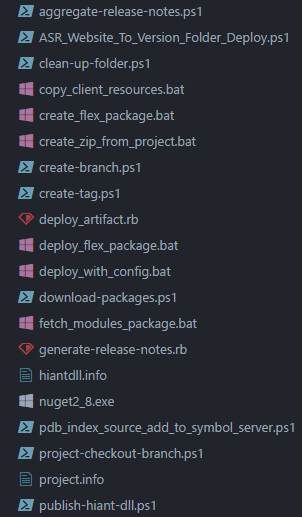 aggregate-release-notes.ps1
ASR_Website_To_Version_Folder_Deploy.ps1
clean-up-folder.ps1
copy_client_resources.bat
create_flex_package.bat
create_zip_from_project.bat
create-branch.ps1
create-tag.ps1
deploy_artifact.rb
deploy_flex_package.bat
deploy_with_config.bat
download-packages.ps1
fetch_modules_package.bat
generate-release-notes.rb
hiantdll.info
nuget2_8.exe
pdb_index_source_add_to_symbol_server.ps1
project-checkout-branch.ps1
project.info
publish-hiant-dll.ps1